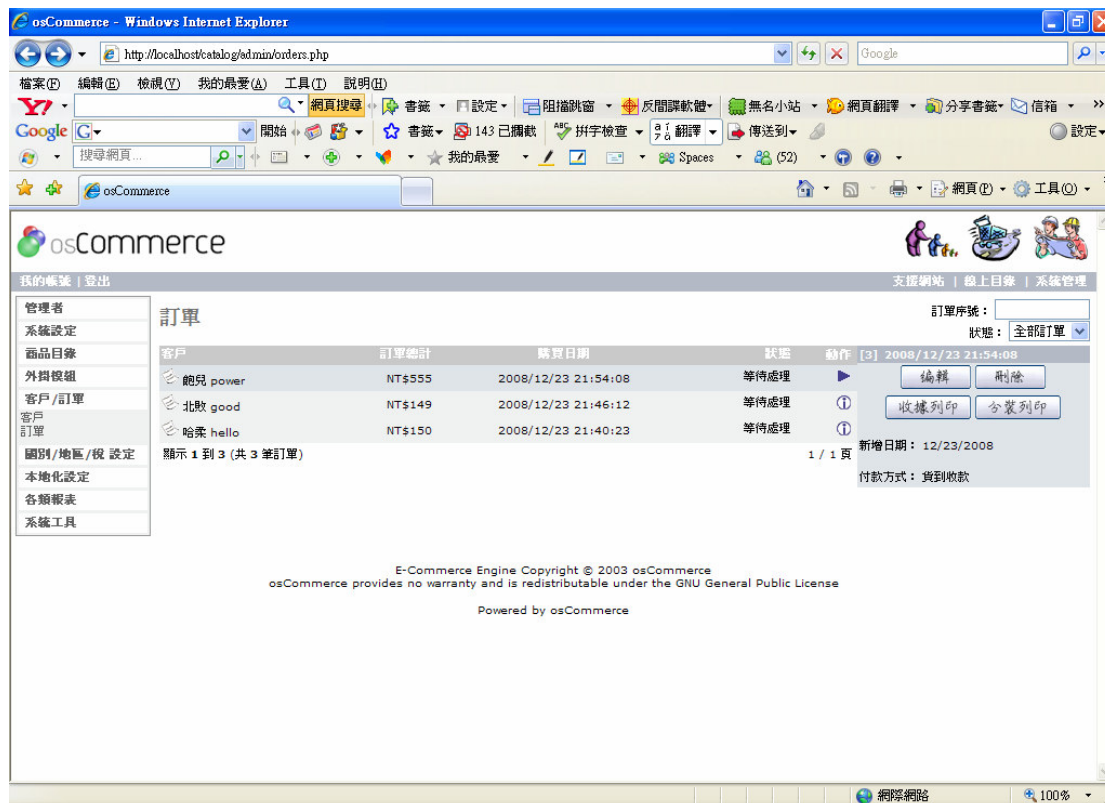 osCommerce - Windows Internet Explorer
http://localhost/catalog/admin/orders.php
Google
檔案(F) 編輯(E) 檢視(V) 我的最愛(A) 工具(T) 說明(H)
Y! 網頁搜尋 書籤 設定 阻擋跳窗 反間諜軟體 無名小站 網頁翻譯 分享書籤 信箱 »
Google G 開始 書籤 143 已攔截 ABC 拼字檢查 翻譯 傳送到 設定
搜尋網頁... 我的最愛 Spaces (52)
osCommerce 網頁(P) 工具(O)
osCommerce
我的帳號 | 登出 支援網站 | 線上目錄 | 系統管理
管理者
系統設定
商品目錄
外掛模組
客戶/訂單
客戶
訂單
國別/地區/稅 設定
本地化設定
各類報表
系統工具
訂單
訂單序號：
狀態： 全部訂單
客戶 訂單總計 購買日期 狀態 動作
飽兒 power NT$555 2008/12/23 21:54:08 等待處理
北敗 good NT$149 2008/12/23 21:46:12 等待處理
哈柔 hello NT$150 2008/12/23 21:40:23 等待處理
顯示 1 到 3 (共 3 筆訂單) 1 / 1 頁
[3] 2008/12/23 21:54:08
編輯 刪除
收據列印 分裝列印
新增日期： 12/23/2008
付款方式： 貨到收款
E-Commerce Engine Copyright © 2003 osCommerce
osCommerce provides no warranty and is redistributable under the GNU General Public License
Powered by osCommerce
網際網路 100%